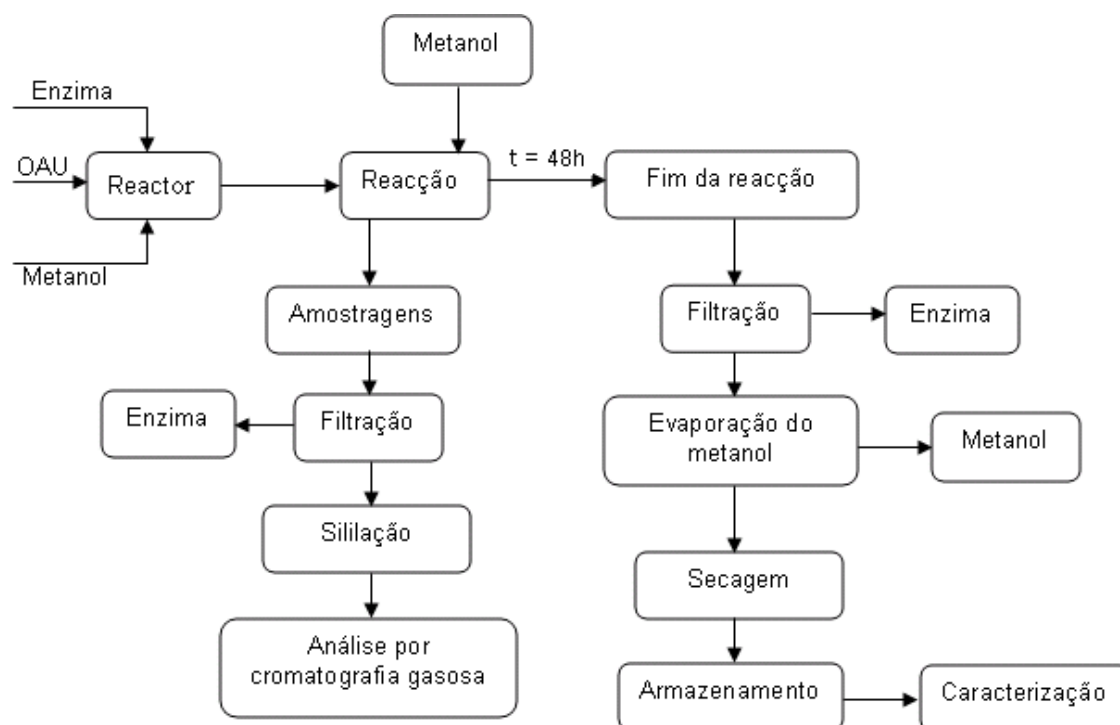 Metanol
Enzima
OAU
Reactor
Metanol
Reacção
t = 48h
Fim da reacção
Amostragens
Filtração
Enzima
Enzima
Filtração
Evaporação do
metanol
Metanol
Sililação
Secagem
Análise por
cromatografia gasosa
Armazenamento
Caracterização